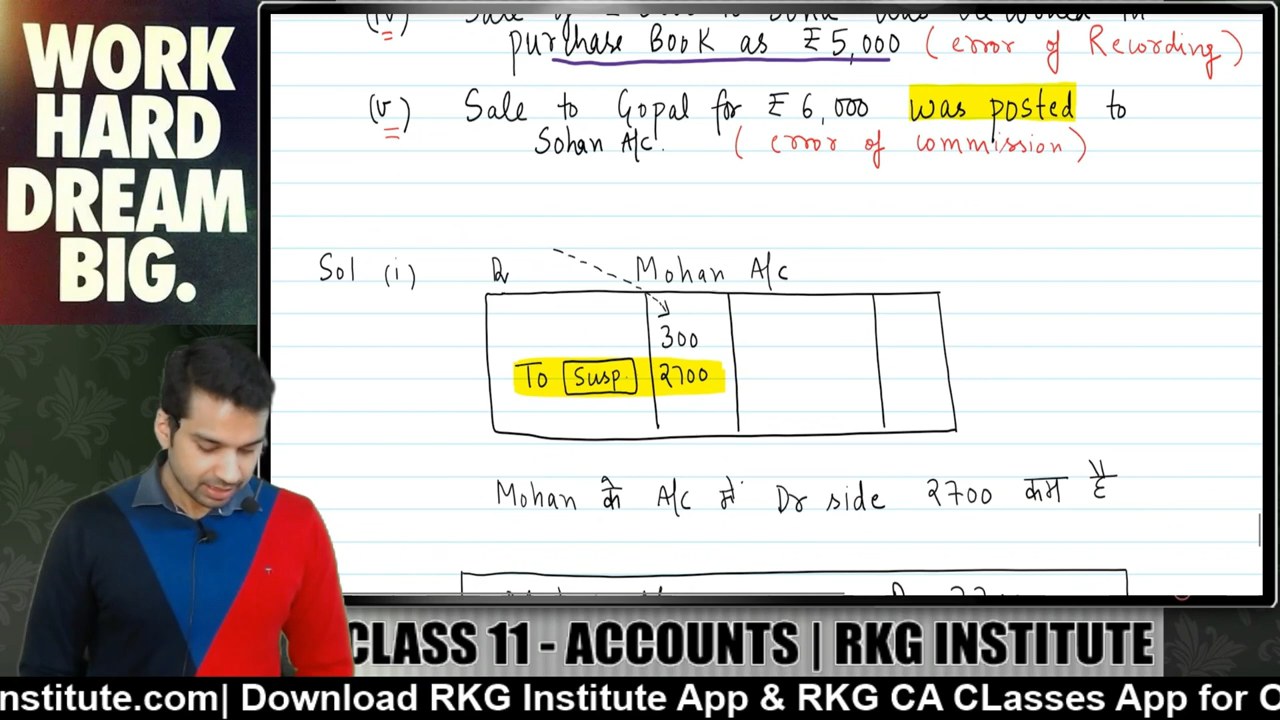 WORK
HARD
DREAM
BIG.
purchase Book as ₹5,000 (error of Recording)
(v) Sale to Gopal for ₹ 6,000 was posted to
Sohan A/c. (error of commission)
Sol (i) Dr Mohan A/c
300
To Susp. 2700
Mohan के A/c में Dr side 2700 कम है
CLASS 11 - ACCOUNTS | RKG INSTITUTE
nstitute.com| Download RKG Institute App & RKG CA CLasses App for C